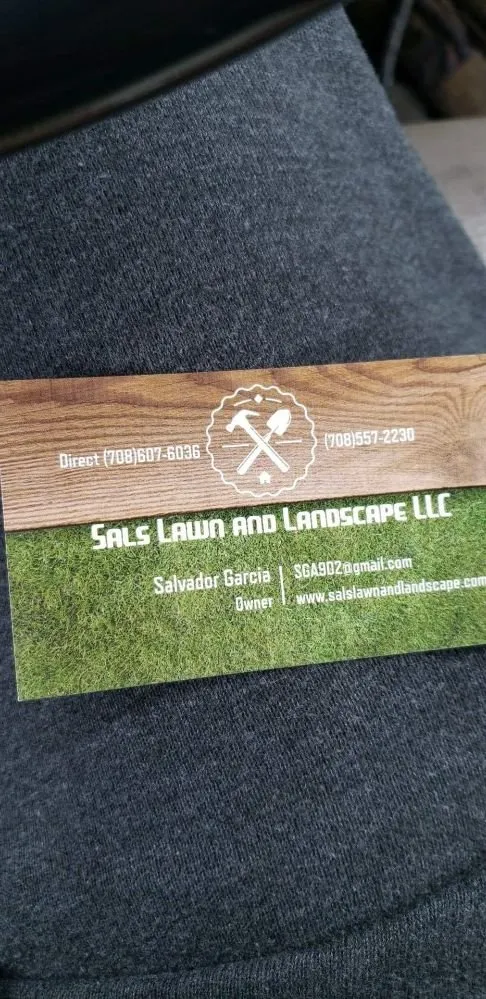 Direct (708)607-6036
(708)557-2230
Sals Lawn and Landscape LLC
Salvador Garcia
Owner
SGA902@gmail.com
www.salslawnandlandscape.com